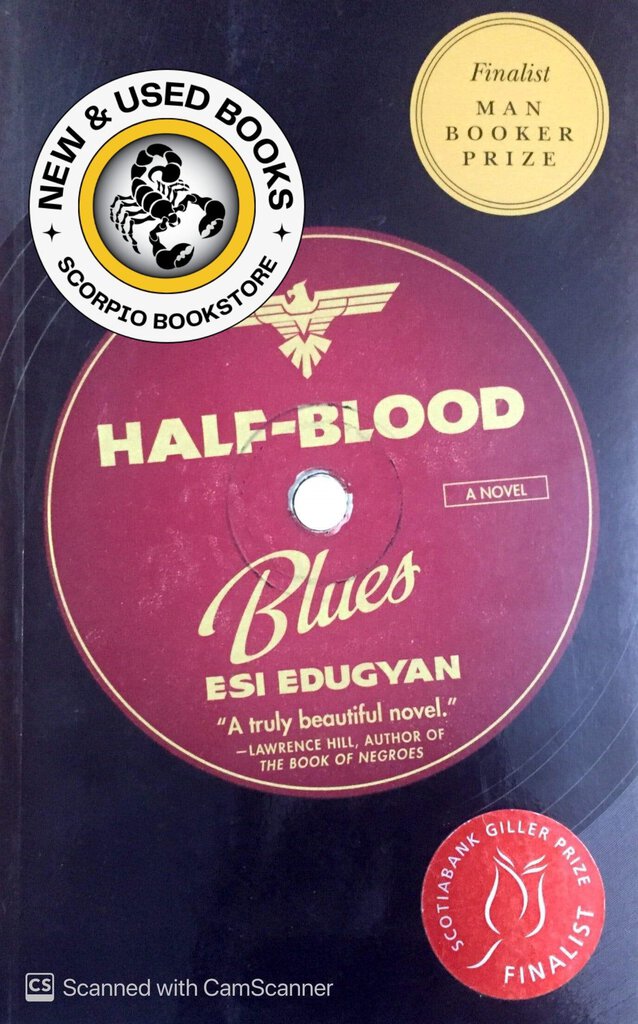 Finalist
MAN
BOOKER
PRIZE
NEW & USED BOOKS
SCORPIO BOOKSTORE
HALF-BLOOD
A NOVEL
Blues
ESI EDUGYAN
“A truly beautiful novel.”
—LAWRENCE HILL, AUTHOR OF
THE BOOK OF NEGROES
SCOTIABANK GILLER PRIZE
FINALIST
CS Scanned with CamScanner